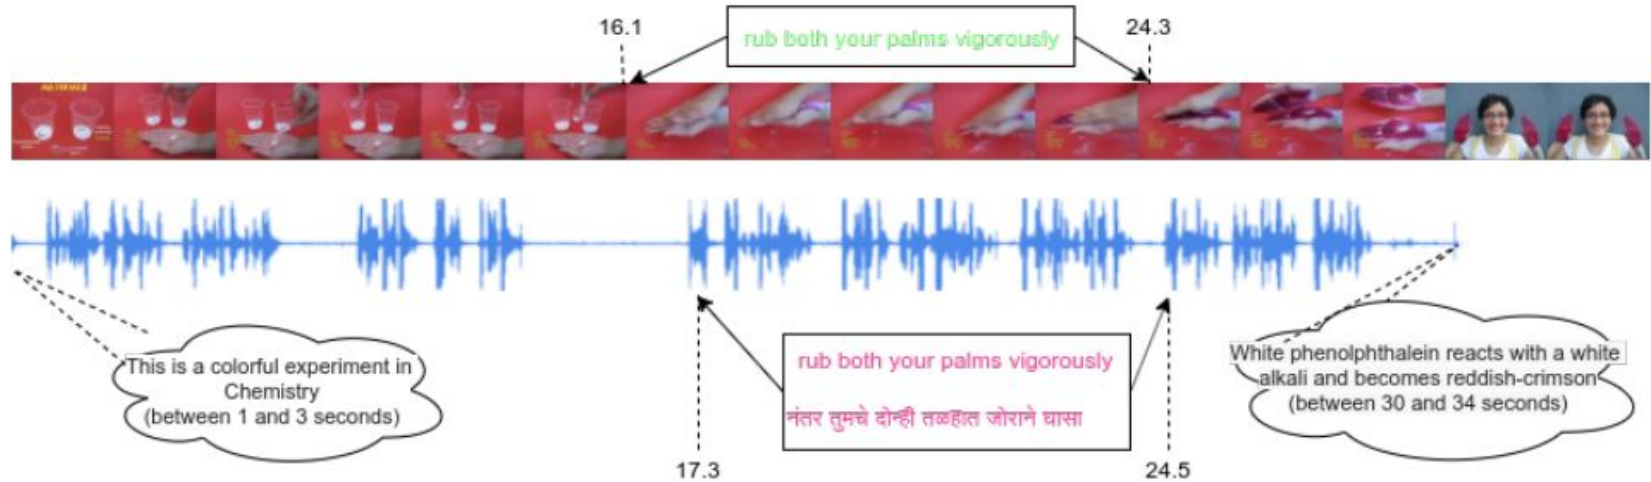 16.1
rub both your palms vigorously
24.3
MATERIALS
This is a colorful experiment in
Chemistry
(between 1 and 3 seconds)
rub both your palms vigorously
नंतर तुमचे दोन्ही तळहात जोराने घासा
White phenolphthalein reacts with a white
alkali and becomes reddish-crimson
(between 30 and 34 seconds)
17.3
24.5